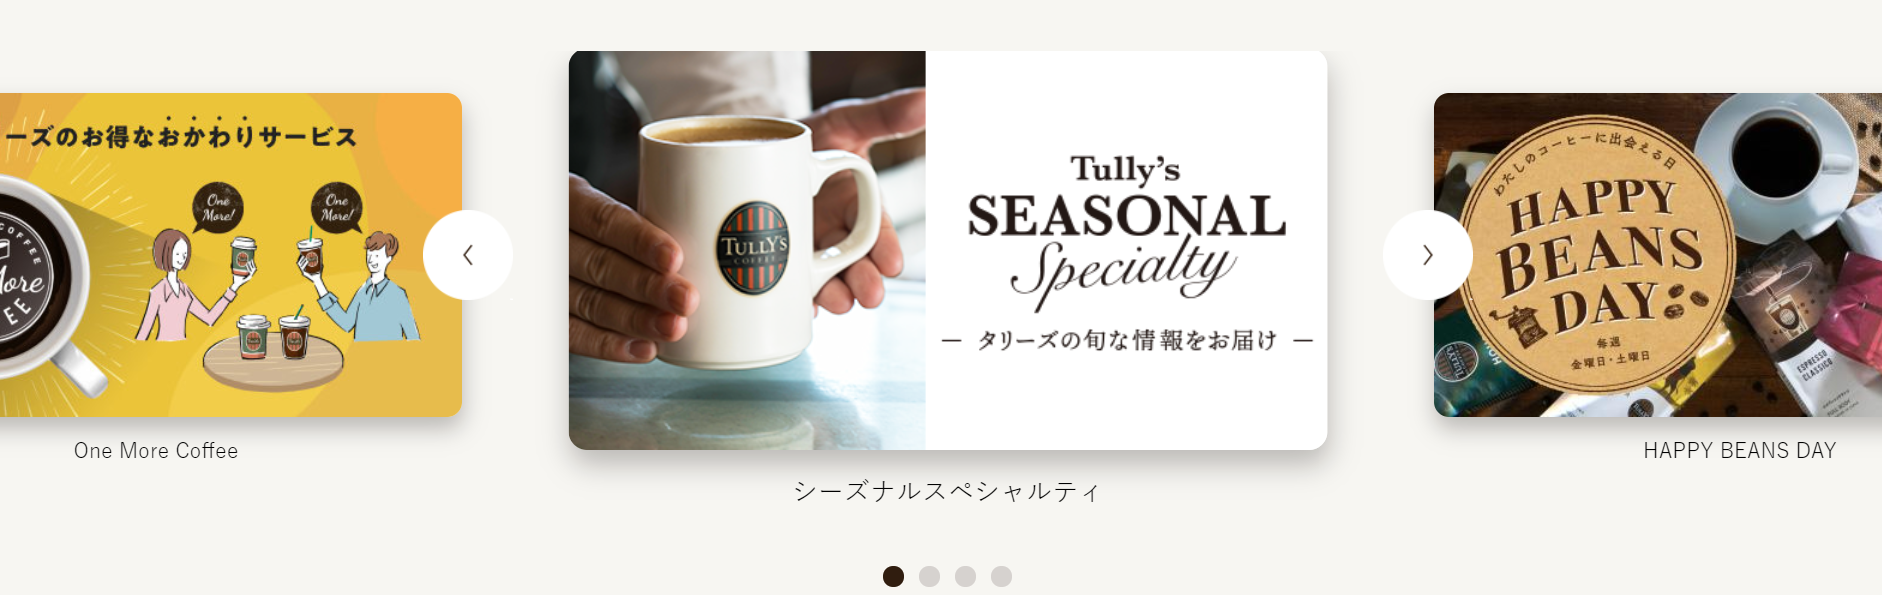 ーズのお得なおかわりサービス
One
More!
One
More!
COFFEE
More
One More Coffee
TULLY'S
COFFEE
Tully's
SEASONAL
Specialty
— タリーズの旬な情報をお届け —
シーズナルスペシャルティ
わたしのコーヒーに出会える日
HAPPY
BEANS
DAY
毎週
金曜日・土曜日
ESPRESSO
CLASSICO
HAPPY BEANS DAY